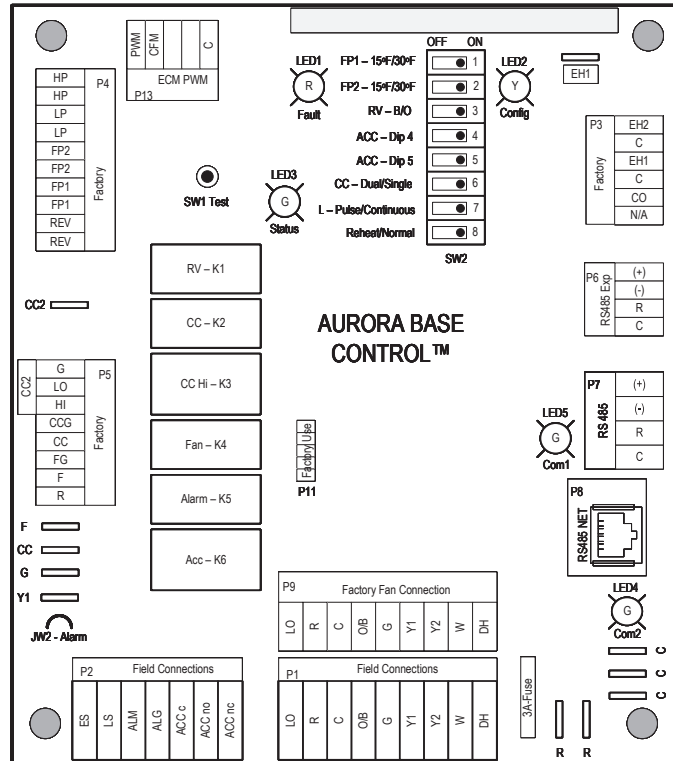 PWM
CFM
C
ECM PWM
P13
OFF ON
LED1
R
Fault
FP1 – 15ºF/30ºF
1
FP2 – 15ºF/30ºF
2
RV – B/O
3
ACC – Dip 4
4
ACC – Dip 5
5
CC – Dual/Single
6
L – Pulse/Continuous
7
Reheat/Normal
8
SW2
LED2
Y
Config
EH1
HP
HP
LP
LP
FP2
FP2
FP1
FP1
REV
REV
P4
Factory
SW1 Test
LED3
G
Status
P3
Factory
EH2
C
EH1
C
CO
N/A
RV – K1
CC – K2
CC Hi – K3
Fan – K4
Alarm – K5
Acc – K6
CC2
AURORA BASE
CONTROL™
P6
RS485 Exp
(+)
(-)
R
C
CC2
G
LO
HI
CCG
CC
FG
F
R
P5
Factory
P7
RS 485
(+)
(-)
R
C
LED5
G
Com1
Factory Use
P11
P8
RS485 NET
F
CC
G
Y1
JW2 - Alarm
P9
Factory Fan Connection
LO
R
C
O/B
G
Y1
Y2
W
DH
LED4
G
Com2
C
C
C
P2
Field Connections
ES
LS
ALM
ALG
ACC c
ACC no
ACC nc
P1
Field Connections
LO
R
C
O/B
G
Y1
Y2
W
DH
3A-Fuse
R R